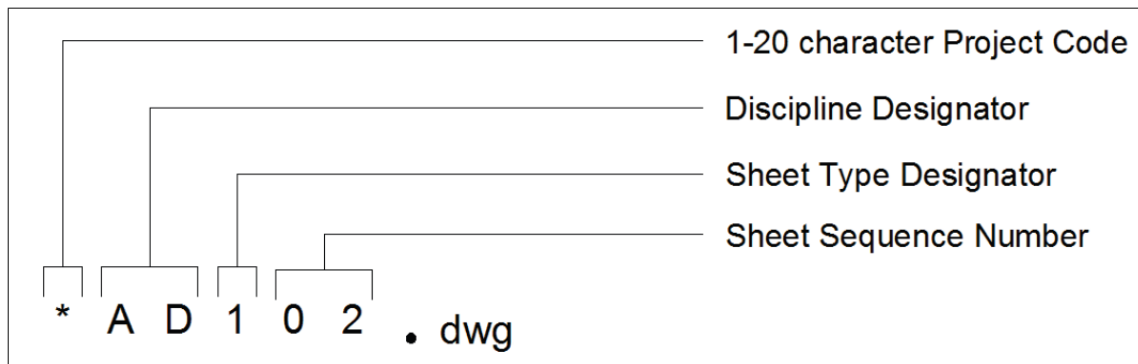 1-20 character Project Code
Discipline Designator
Sheet Type Designator
Sheet Sequence Number
* A D 1 0 2 . dwg